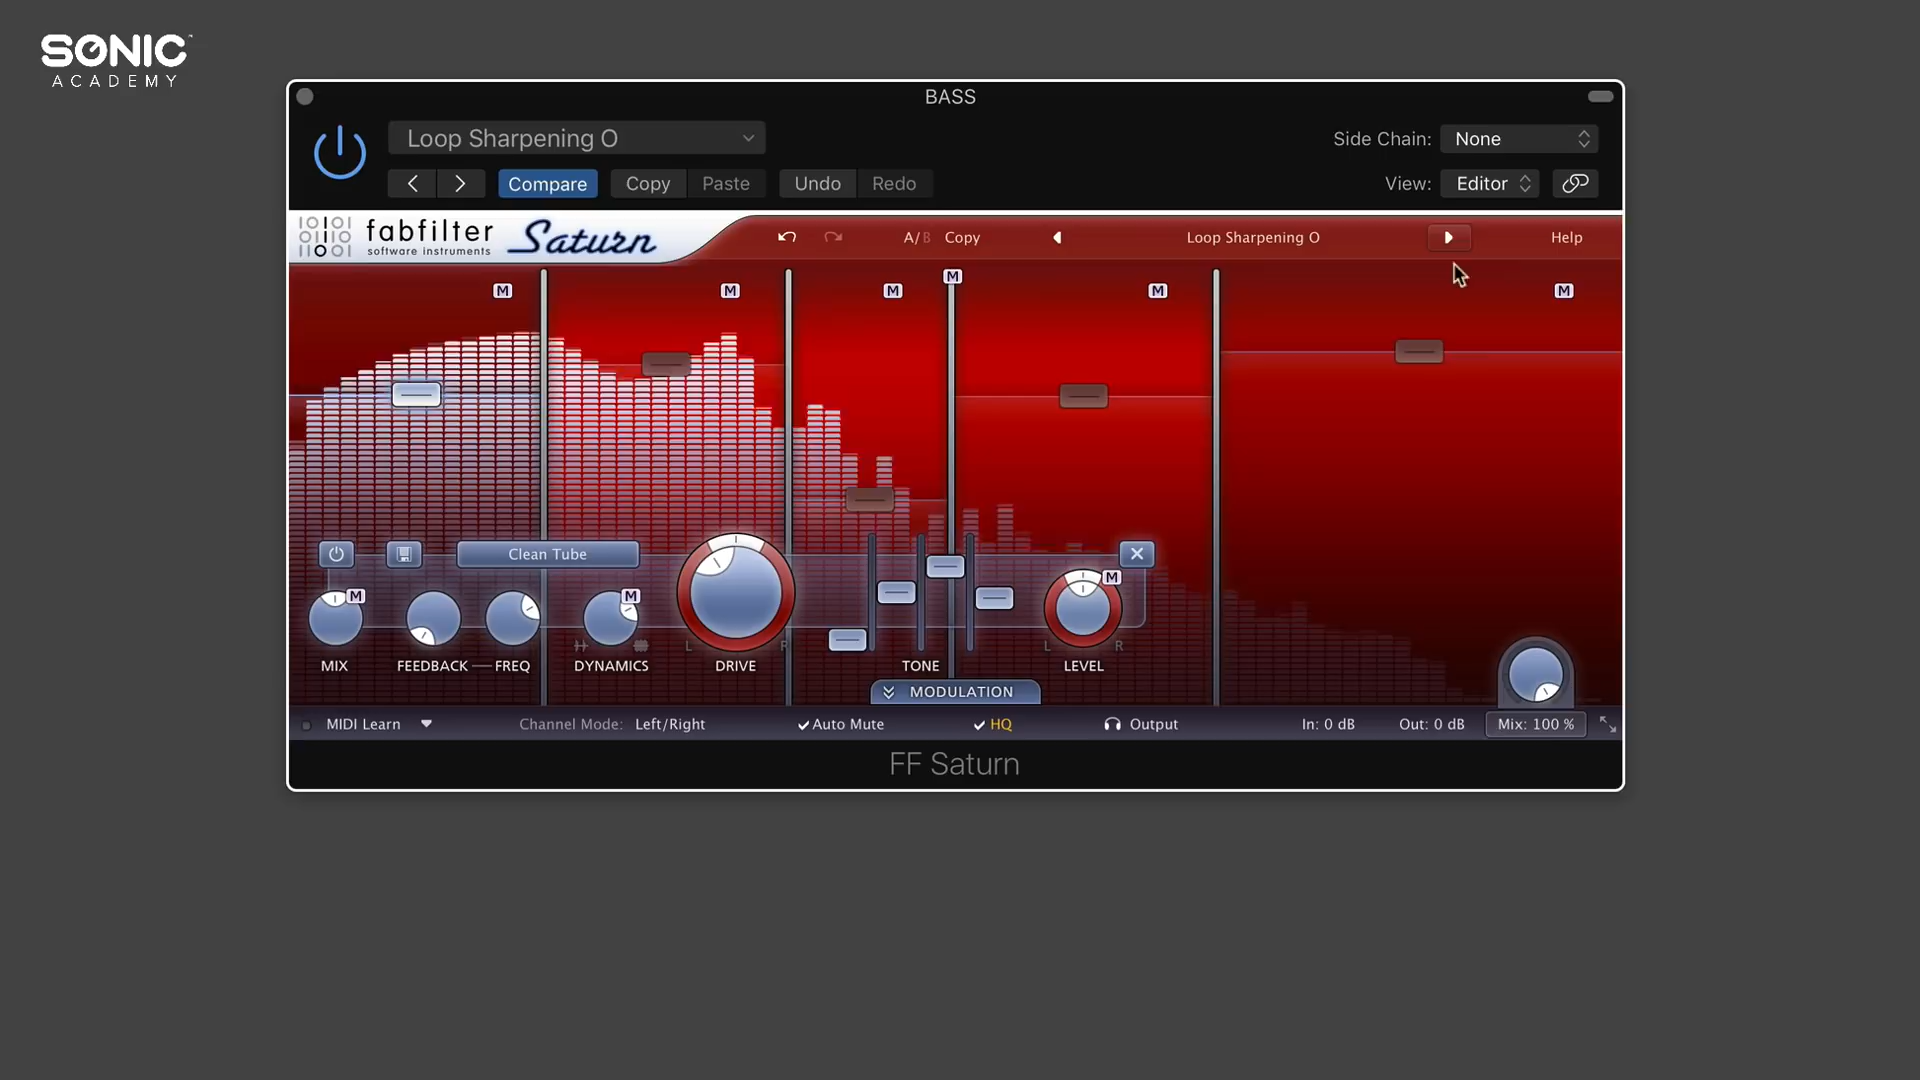 SONIC
ACADEMY
BASS
Loop Sharpening O
Side Chain: None
Compare Copy Paste Undo Redo
View: Editor
fabfilter Saturn
software instruments
A/B Copy Loop Sharpening O Help
M M M M M M
Clean Tube
M M M
L R L R
MIX FEEDBACK FREQ DYNAMICS DRIVE TONE LEVEL
MODULATION
MIDI Learn Channel Mode: Left/Right Auto Mute HQ Output In: 0 dB Out: 0 dB Mix: 100 %
FF Saturn